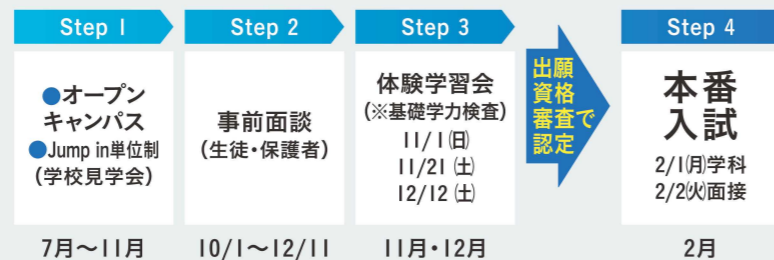 Step 1
●オープン
キャンパス
●Jump in単位制
(学校見学会)
7月〜11月
Step 2
事前面談
(生徒・保護者)
10/1〜12/11
Step 3
体験学習会
(※基礎学力検査)
11/1(日)
11/21(土)
12/12(土)
11月・12月
出願
資格
審査で
認定
Step 4
本番
入試
2/1(月)学科
2/2(火)面接
2月